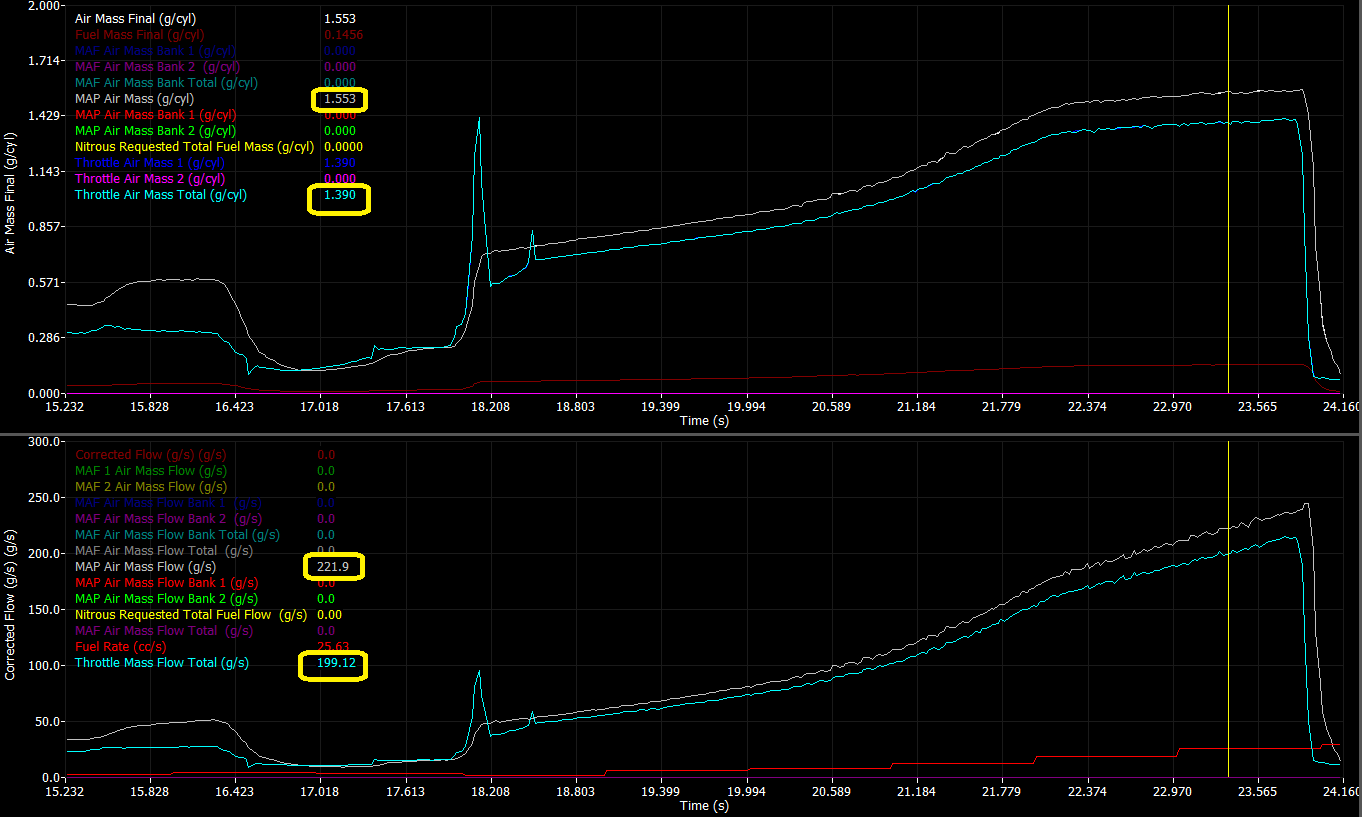 2.000
1.714
1.429
1.143
0.857
0.571
0.286
0.000
Air Mass Final (g/cyl)
Air Mass Final (g/cyl) 1.553
Fuel Mass Final (g/cyl) 0.1456
MAF Air Mass Bank 1 (g/cyl) 0.000
MAF Air Mass Bank 2 (g/cyl) 0.000
MAF Air Mass Bank Total (g/cyl) 0.000
MAP Air Mass (g/cyl) 1.553
MAP Air Mass Bank 1 (g/cyl) 0.000
MAP Air Mass Bank 2 (g/cyl) 0.000
Nitrous Requested Total Fuel Mass (g/cyl) 0.0000
Throttle Air Mass 1 (g/cyl) 1.390
Throttle Air Mass 2 (g/cyl) 0.000
Throttle Air Mass Total (g/cyl) 1.390
15.232 15.828 16.423 17.018 17.613 18.208 18.803 19.399 19.994 20.589 21.184 21.779 22.374 22.970 23.565 24.160
Time (s)
300.0
250.0
200.0
150.0
100.0
50.0
0.0
Corrected Flow (g/s) (g/s)
Corrected Flow (g/s) (g/s) 0.0
MAF 1 Air Mass Flow (g/s) 0.0
MAF 2 Air Mass Flow (g/s) 0.0
MAF Air Mass Flow Bank 1 (g/s) 0.0
MAF Air Mass Flow Bank 2 (g/s) 0.0
MAF Air Mass Flow Bank Total (g/s) 0.0
MAF Air Mass Flow Total (g/s) 0.0
MAP Air Mass Flow (g/s) 221.9
MAP Air Mass Flow Bank 1 (g/s) 0.0
MAP Air Mass Flow Bank 2 (g/s) 0.0
Nitrous Requested Total Fuel Flow (g/s) 0.00
MAP Air Mass Flow Total (g/s) 0.0
Fuel Rate (cc/s) 25.63
Throttle Mass Flow Total (g/s) 199.12
15.232 15.828 16.423 17.018 17.613 18.208 18.803 19.399 19.994 20.589 21.184 21.779 22.374 22.970 23.565 24.160
Time (s)